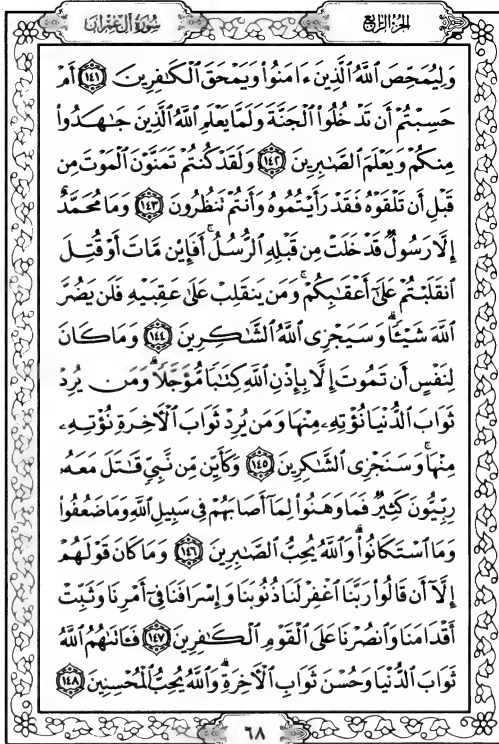 سورة آل عمران
الجزء الرابع
وَلِيُمَحِّصَ ٱللَّهُ ٱلَّذِينَ ءَامَنُوا۟ وَيَمْحَقَ ٱلْكَـٰفِرِينَ ١٤١ أَمْ
حَسِبْتُمْ أَن تَدْخُلُوا۟ ٱلْجَنَّةَ وَلَمَّا يَعْلَمِ ٱللَّهُ ٱلَّذِينَ جَـٰهَدُوا۟
مِنكُمْ وَيَعْلَمَ ٱلصَّـٰبِرِينَ ١٤٢ وَلَقَدْ كُنتُمْ تَمَنَّوْنَ ٱلْمَوْتَ مِن
قَبْلِ أَن تَلْقَوْهُ فَقَدْ رَأَيْتُمُوهُ وَأَنتُمْ تَنظُرُونَ ١٤٣ وَمَا مُحَمَّدٌ
إِلَّا رَسُولٌ قَدْ خَلَتْ مِن قَبْلِهِ ٱلرُّسُلُ ۚ أَفَإِي۟ن مَّاتَ أَوْ قُتِلَ
ٱنقَلَبْتُمْ عَلَىٰٓ أَعْقَـٰبِكُمْ ۚ وَمَن يَنقَلِبْ عَلَىٰ عَقِبَيْهِ فَلَن يَضُرَّ
ٱللَّهَ شَيْـًٔا ۗ وَسَيَجْزِى ٱللَّهُ ٱلشَّـٰكِرِينَ ١٤٤ وَمَا كَانَ
لِنَفْسٍ أَن تَمُوتَ إِلَّا بِإِذْنِ ٱللَّهِ كِتَـٰبًا مُّؤَجَّلًا ۗ وَمَن يُرِدْ
ثَوَابَ ٱلدُّنْيَا نُؤْتِهِۦ مِنْهَا وَمَن يُرِدْ ثَوَابَ ٱلْـَٔاخِرَةِ نُؤْتِهِۦ
مِنْهَا ۚ وَسَنَجْزِى ٱلشَّـٰكِرِينَ ١٤٥ وَكَأَيِّن مِّن نَّبِىٍّ قَـٰتَلَ مَعَهُۥ
رِبِّيُّونَ كَثِيرٌ فَمَا وَهَنُوا۟ لِمَآ أَصَابَهُمْ فِى سَبِيلِ ٱللَّهِ وَمَا ضَعُفُوا۟
وَمَا ٱسْتَكَانُوا۟ ۗ وَٱللَّهُ يُحِبُّ ٱلصَّـٰبِرِينَ ١٤٦ وَمَا كَانَ قَوْلَهُمْ
إِلَّآ أَن قَالُوا۟ رَبَّنَا ٱغْفِرْ لَنَا ذُنُوبَنَا وَإِسْرَافَنَا فِىٓ أَمْرِنَا وَثَبِّتْ
أَقْدَامَنَا وَٱنصُرْنَا عَلَى ٱلْقَوْمِ ٱلْكَـٰفِرِينَ ١٤٧ فَـَٔاتَىٰهُمُ ٱللَّهُ
ثَوَابَ ٱلدُّنْيَا وَحُسْنَ ثَوَابِ ٱلْـَٔاخِرَةِ ۗ وَٱللَّهُ يُحِبُّ ٱلْمُحْسِنِينَ ١٤٨
٦٨